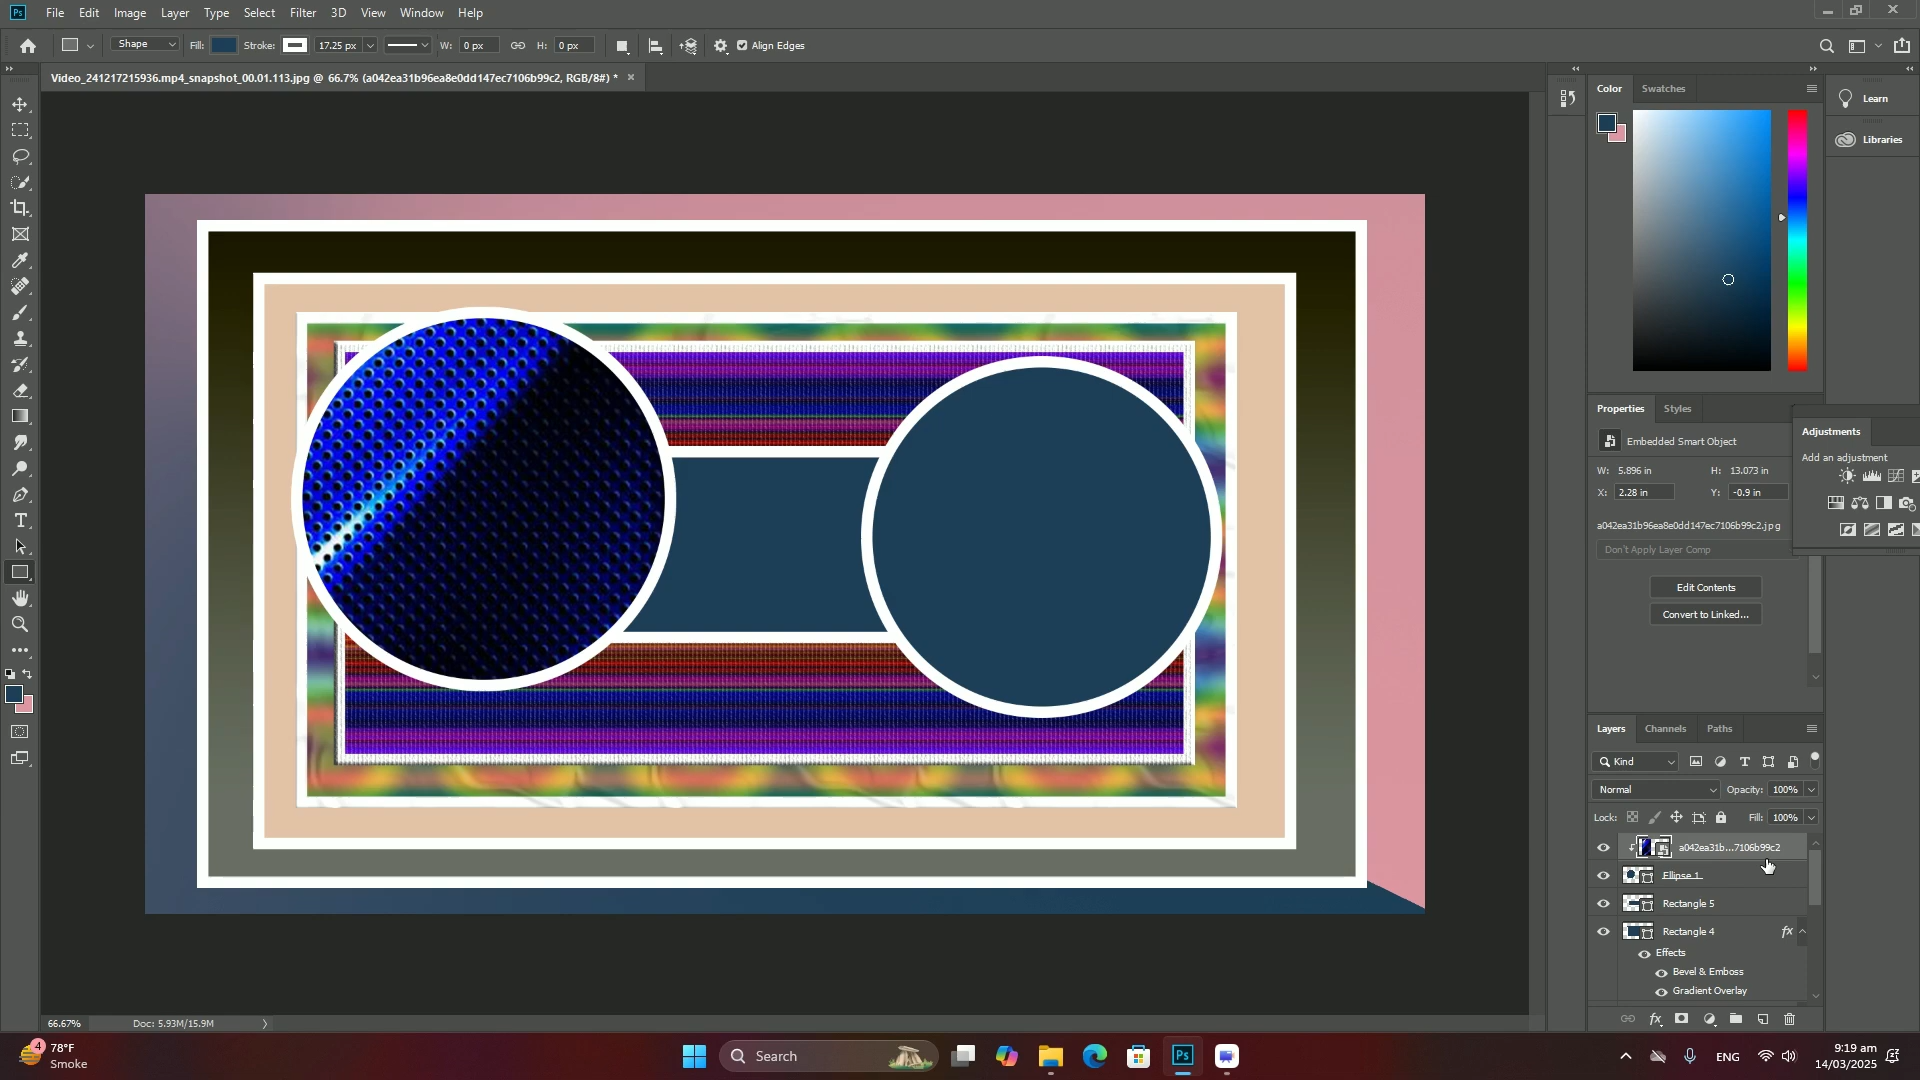 Ps File Edit Image Layer Type Select Filter 3D View Window Help
Shape Fill: Stroke: 17.25 px W: 0 px H: 0 px Align Edges
Video_241217215936.mp4_snapshot_00.01.113.jpg @ 66.7% (a042ea31b96ea8e0dd147ec7106b99c2, RGB/8#) *
Color Swatches
Learn
Libraries
Properties Styles
Embedded Smart Object
W: 5.896 in H: 13.073 in
X: 2.28 in Y: -0.9 in
a042ea31b96ea8e0dd147ec7106b99c2.jpg
Don't Apply Layer Comp
Edit Contents
Convert to Linked...
Adjustments
Add an adjustment
Layers Channels Paths
Kind
Normal Opacity: 100%
Lock: Fill: 100%
a042ea31b...7106b99c2
Ellipse 1
Rectangle 5
Rectangle 4 fx
Effects
Bevel & Emboss
Gradient Overlay
fx
66.67% Doc: 5.93M/15.9M
4
78°F
Smoke
Search
Ps
ENG
9:19 am
14/03/2025